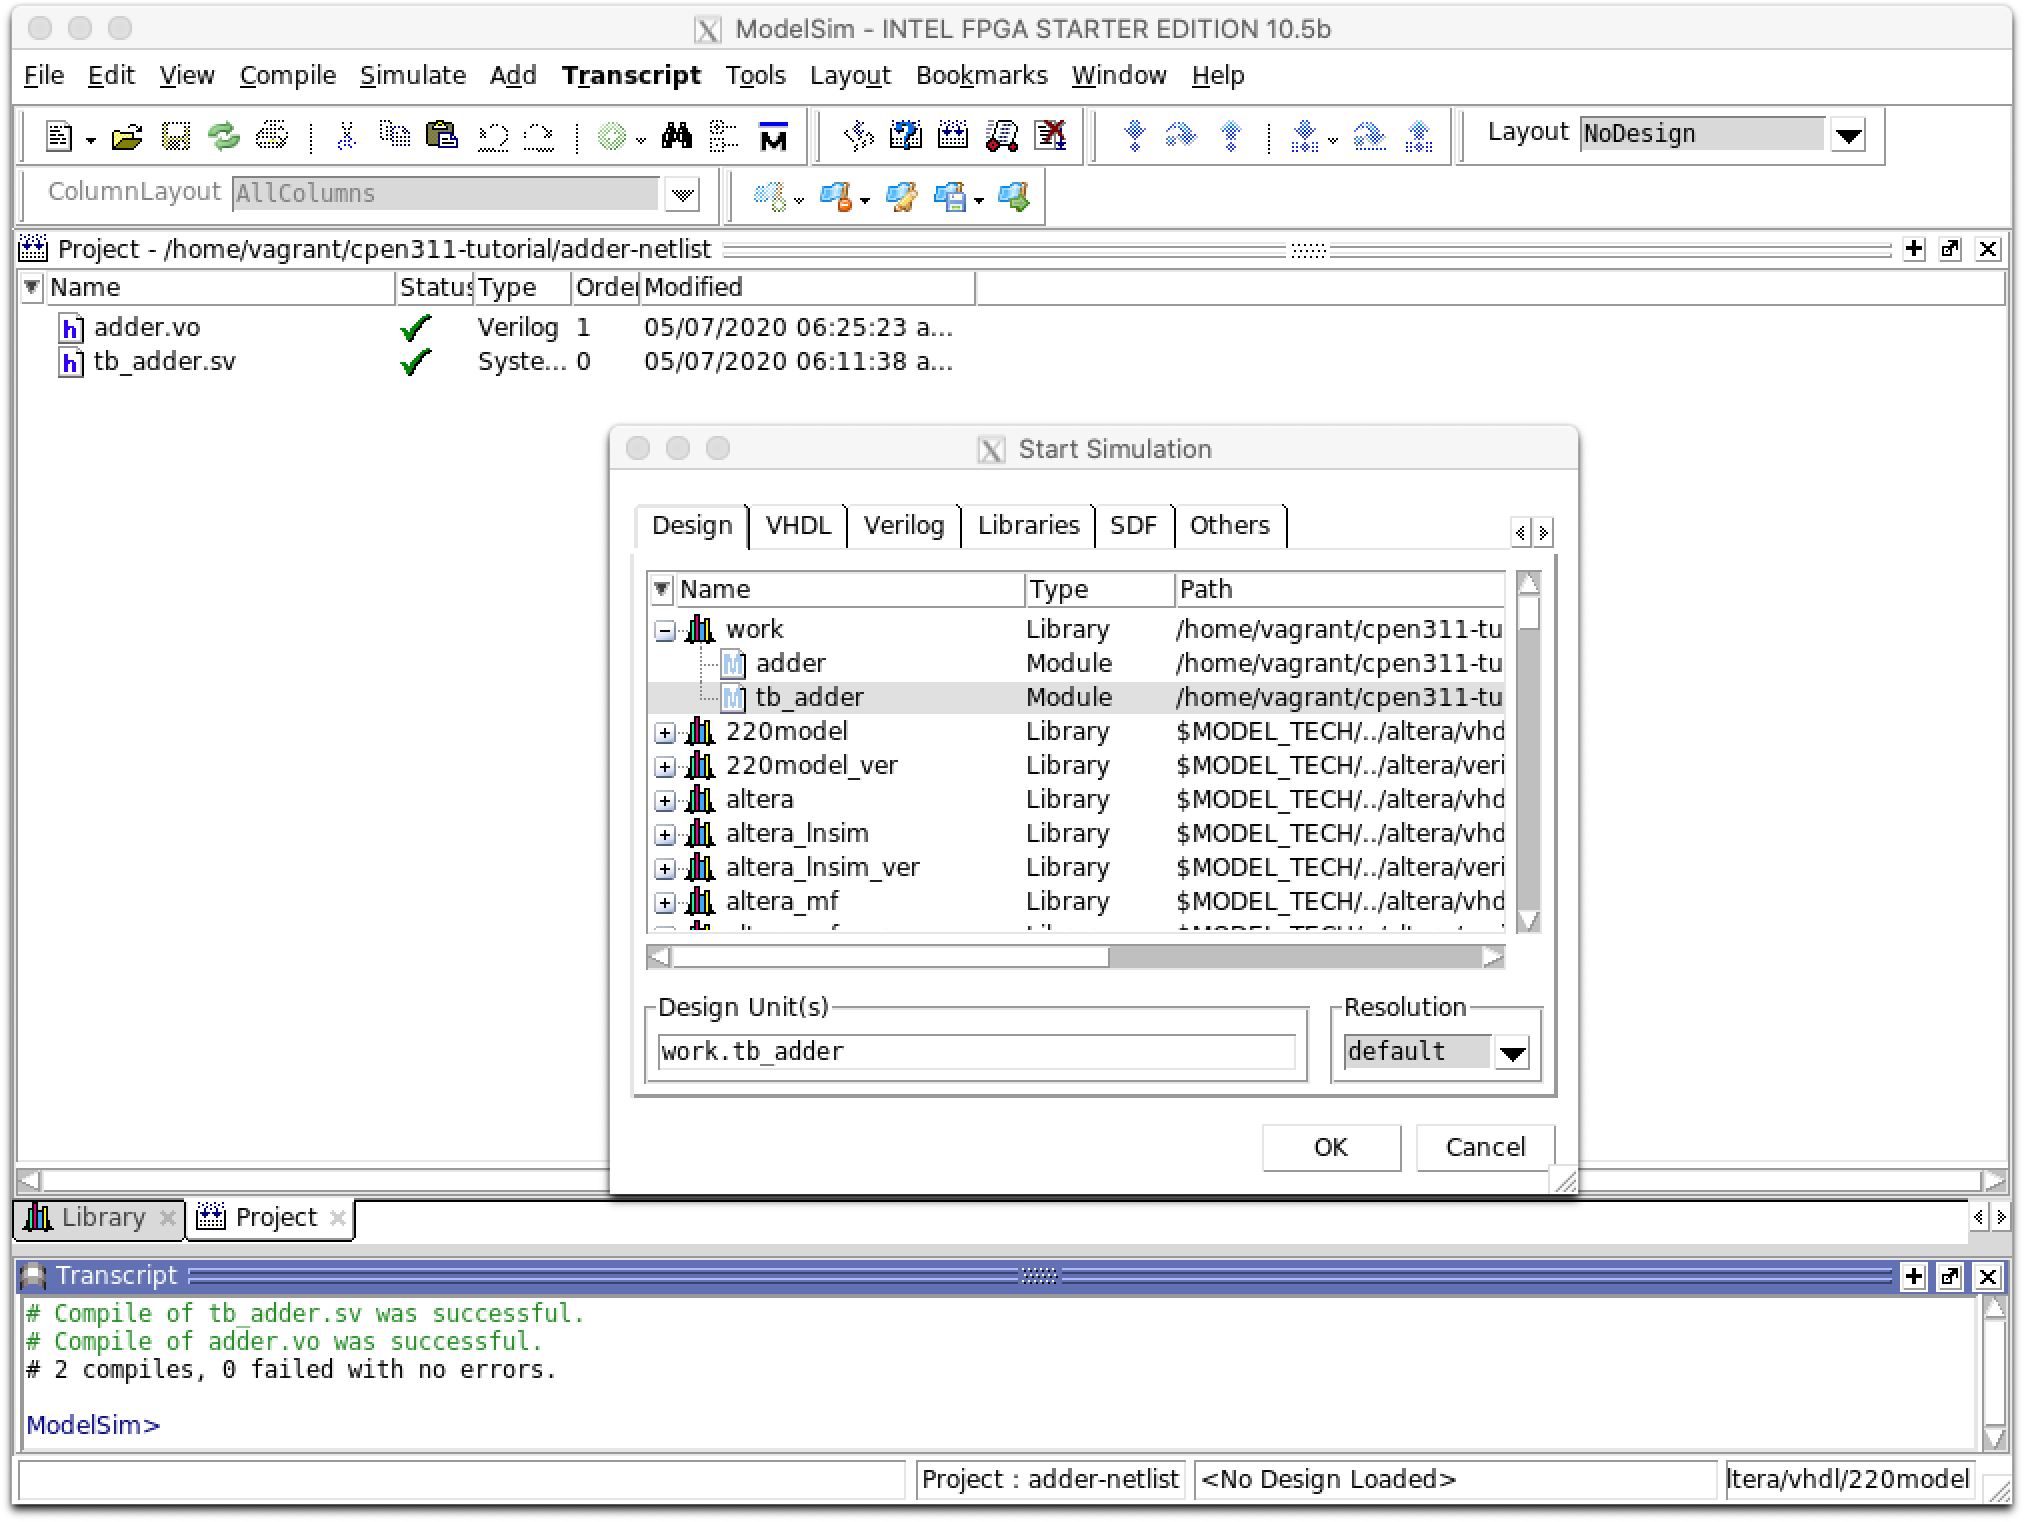 ModelSim - INTEL FPGA STARTER EDITION 10.5b
File Edit View Compile Simulate Add Transcript Tools Layout Bookmarks Window Help
Layout NoDesign
ColumnLayout AllColumns
Project - /home/vagrant/cpen311-tutorial/adder-netlist
Name Status Type Order Modified
adder.vo Verilog 1 05/07/2020 06:25:23 a...
tb_adder.sv Syste... 0 05/07/2020 06:11:38 a...
Start Simulation
Design VHDL Verilog Libraries SDF Others
Name Type Path
work Library /home/vagrant/cpen311-tu
adder Module /home/vagrant/cpen311-tu
tb_adder Module /home/vagrant/cpen311-tu
220model Library $MODEL_TECH/../altera/vhd
220model_ver Library $MODEL_TECH/../altera/veri
altera Library $MODEL_TECH/../altera/vhd
altera_lnsim Library $MODEL_TECH/../altera/vhd
altera_lnsim_ver Library $MODEL_TECH/../altera/veri
altera_mf Library $MODEL_TECH/../altera/vhd
Design Unit(s)
work.tb_adder
Resolution
default
OK Cancel
Library Project
Transcript
# Compile of tb_adder.sv was successful.
# Compile of adder.vo was successful.
# 2 compiles, 0 failed with no errors.
ModelSim>
Project : adder-netlist <No Design Loaded> ltera/vhdl/220model